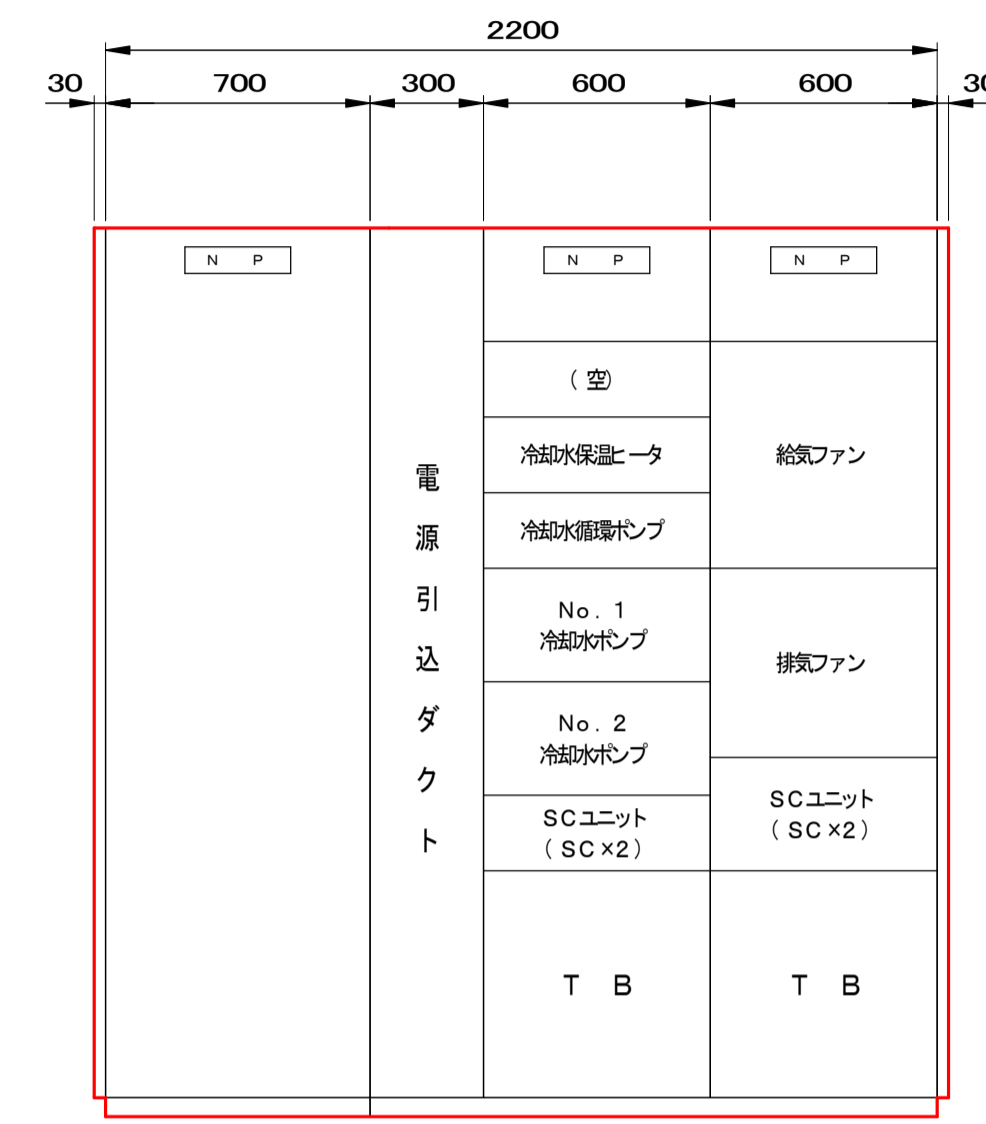 2200
30 700 300 600 600 30
N P N P N P
電源引込ダクト
(空)
冷却水保温ヒータ
冷却水循環ポンプ
No. 1
冷却水ポンプ
No. 2
冷却水ポンプ
SCユニット
(SC×2)
T B
給気ファン
排気ファン
SCユニット
(SC×2)
T B